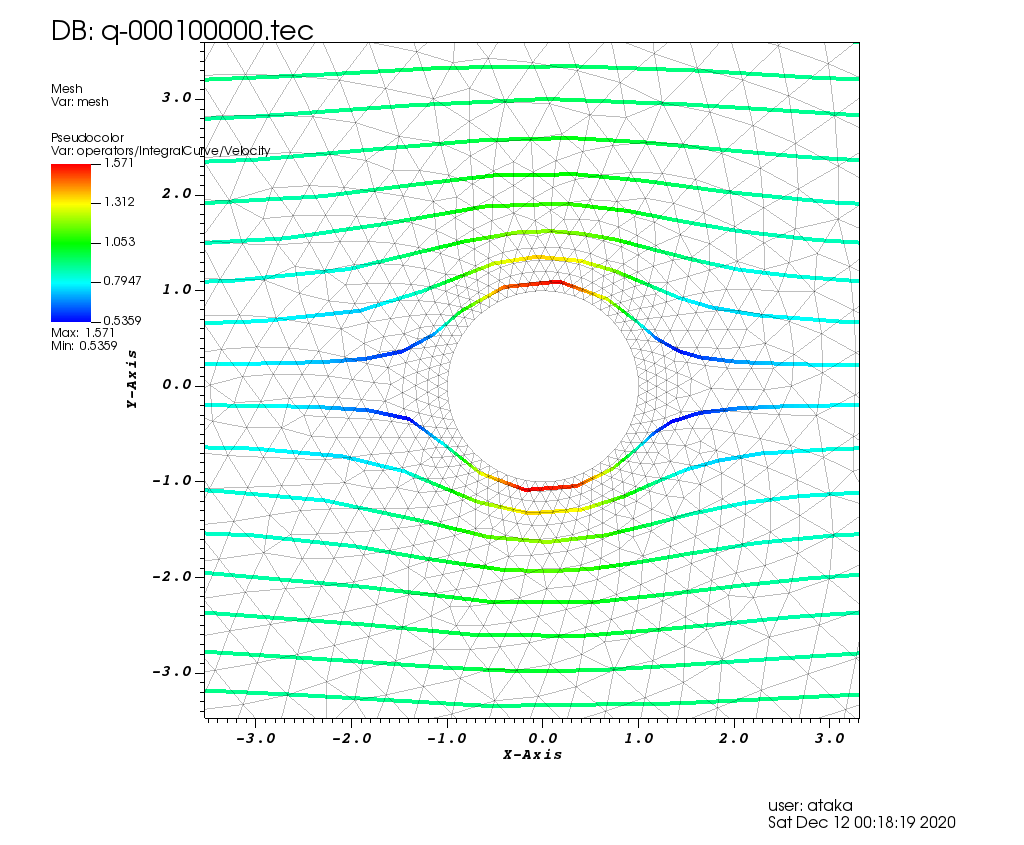 DB: q-000100000.tec
Mesh
Var: mesh
Pseudocolor
Var: operators/IntegralCurve/Velocity
1.571
1.312
1.053
0.7947
0.5359
Max: 1.571
Min: 0.5359
Y-Axis
3.0
2.0
1.0
0.0
-1.0
-2.0
-3.0
-3.0 -2.0 -1.0 0.0 1.0 2.0 3.0
X-Axis
user: ataka
Sat Dec 12 00:18:19 2020